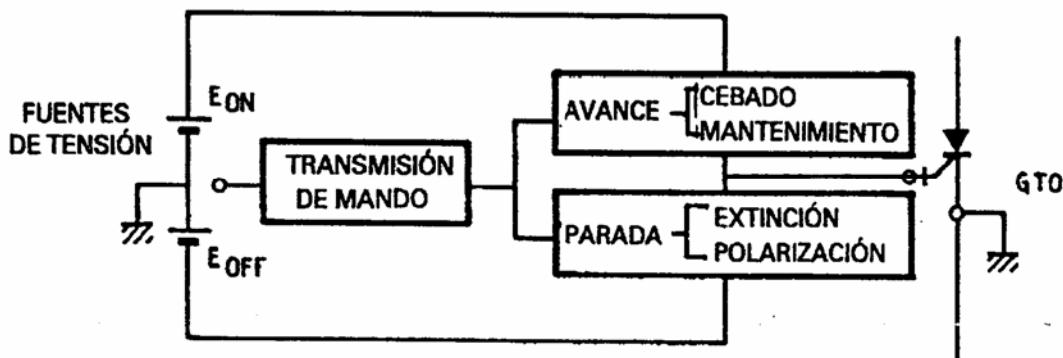 FUENTES
DE TENSIÓN
E ON
E OFF
TRANSMISIÓN
DE MANDO
AVANCE
CEBADO
MANTENIMIENTO
PARADA
EXTINCIÓN
POLARIZACIÓN
GTO